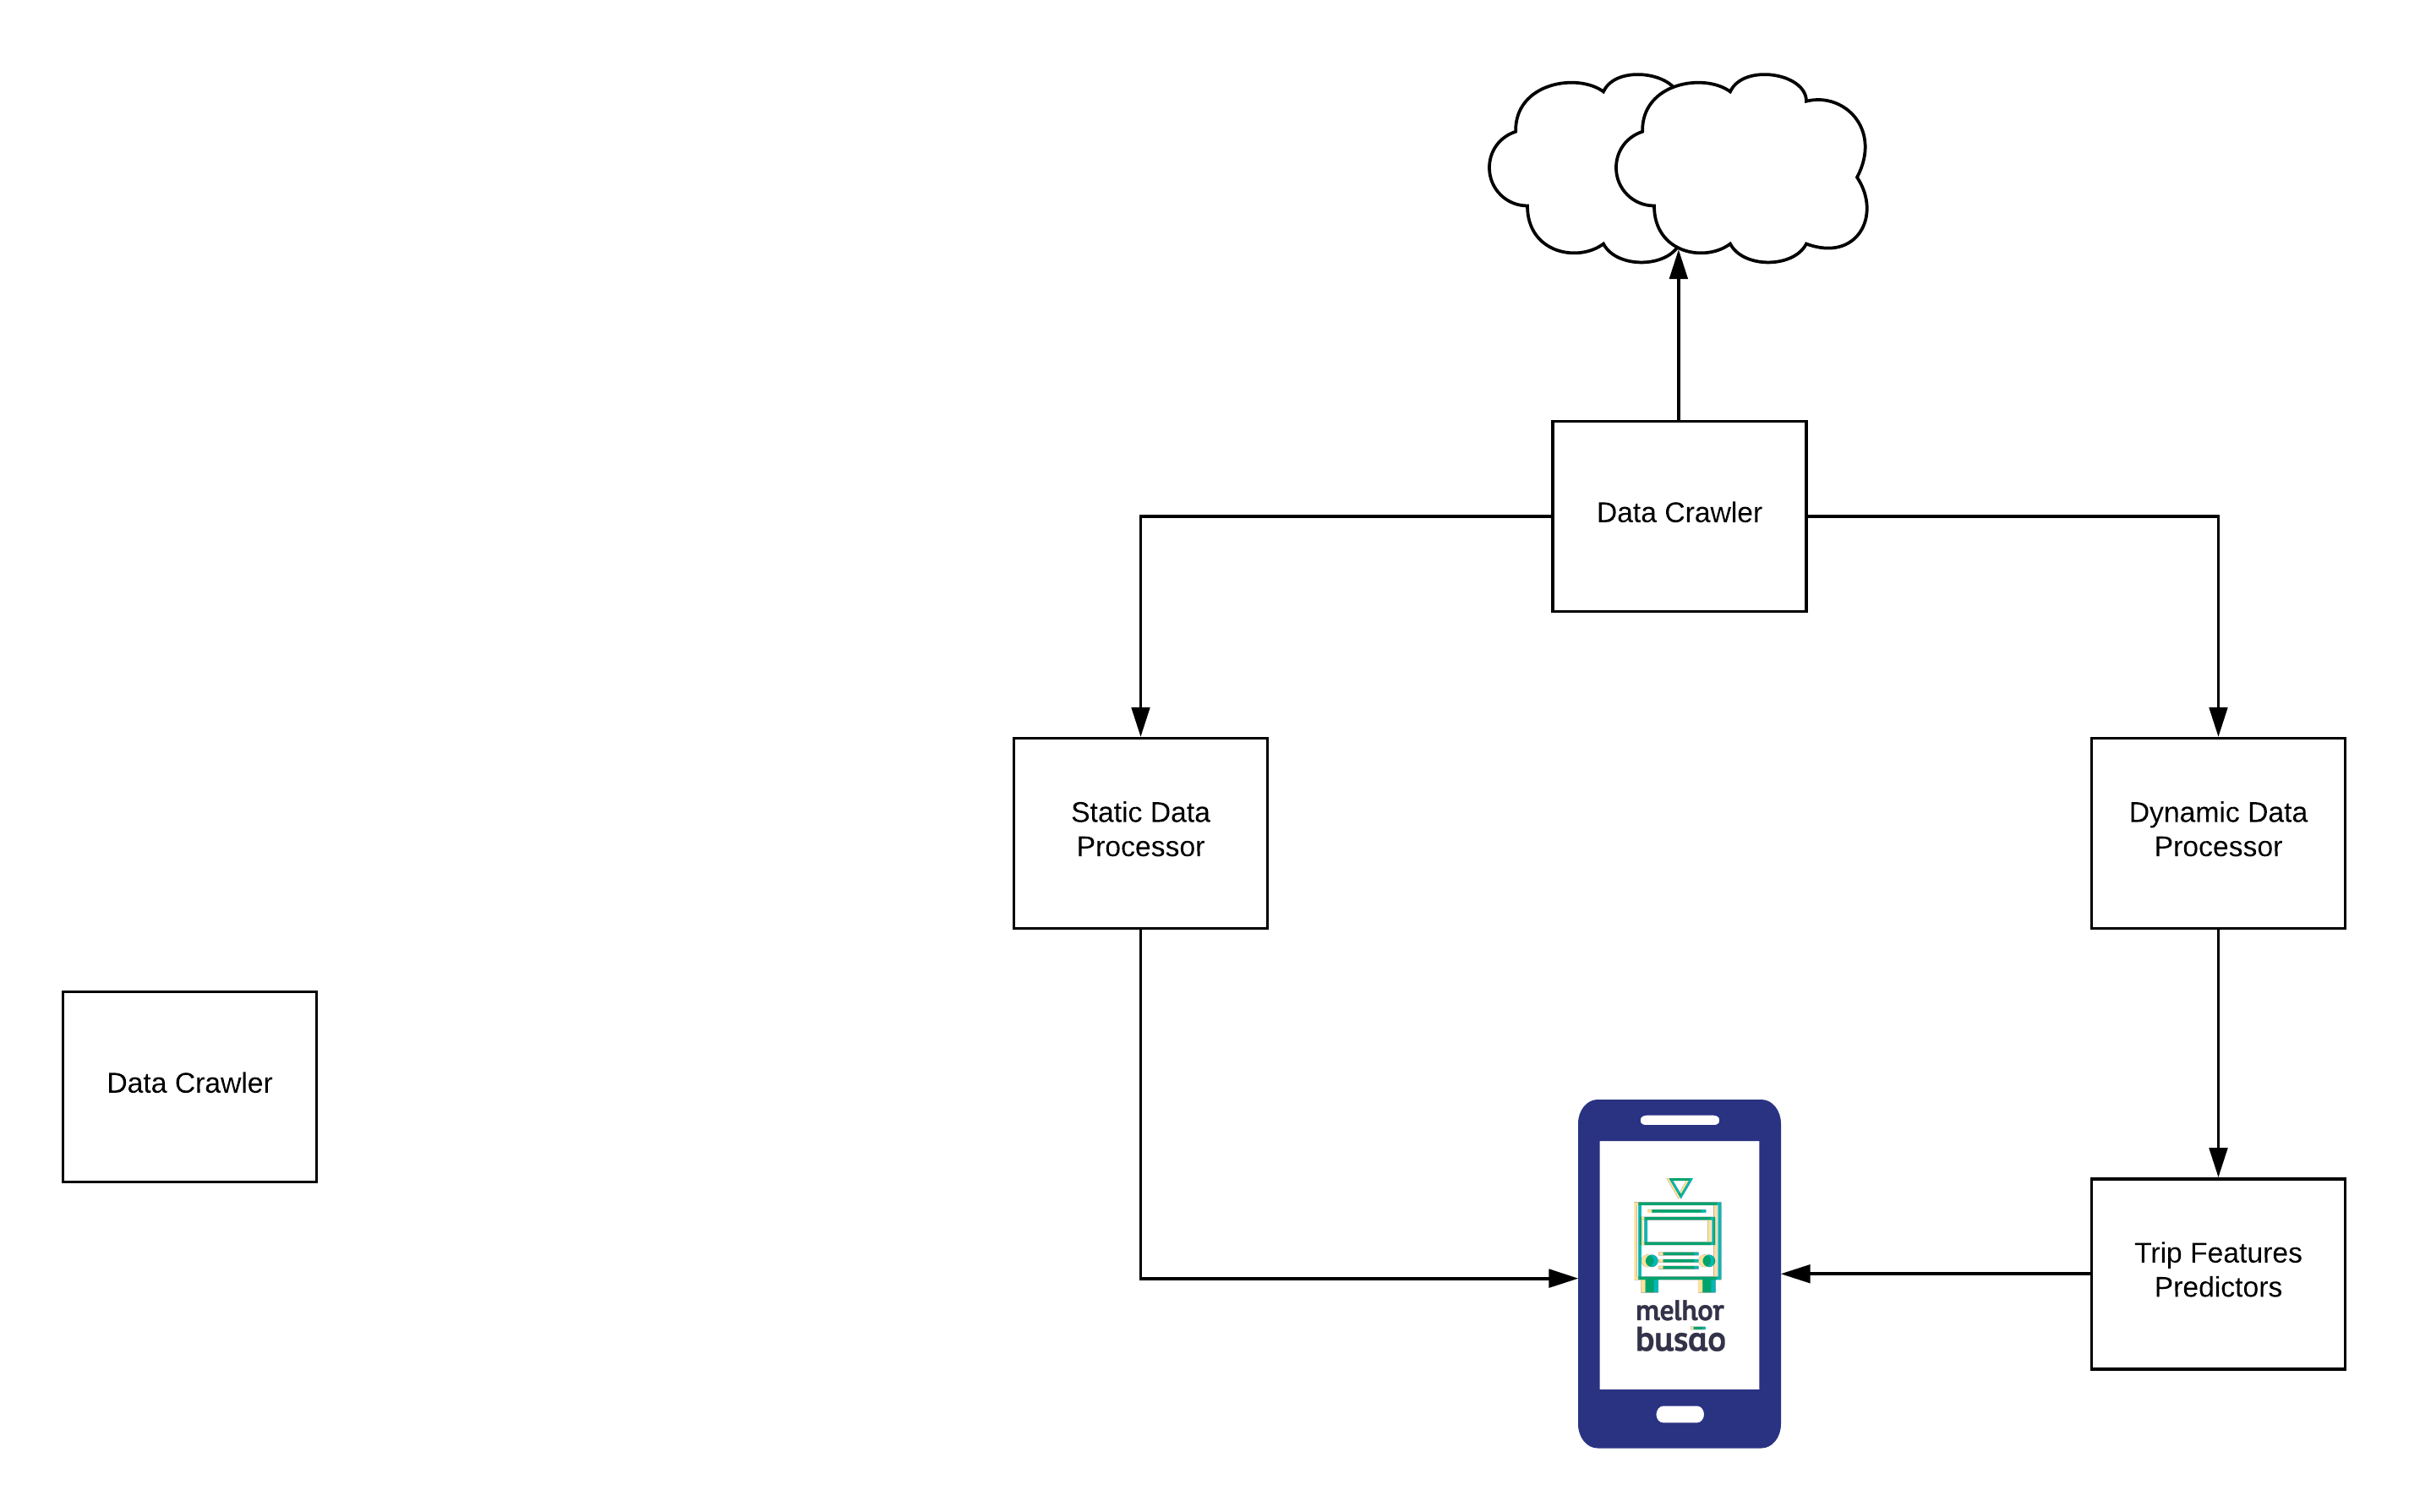 Data Crawler
Static Data
Processor
Dynamic Data
Processor
Data Crawler
Trip Features
Predictors
melhor
busão